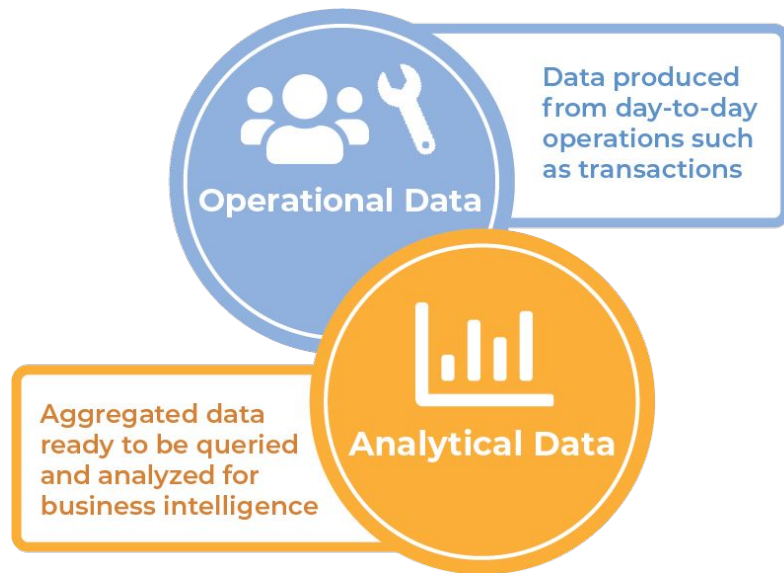 Operational Data
Data produced
from day-to-day
operations such
as transactions
Analytical Data
Aggregated data
ready to be queried
and analyzed for
business intelligence